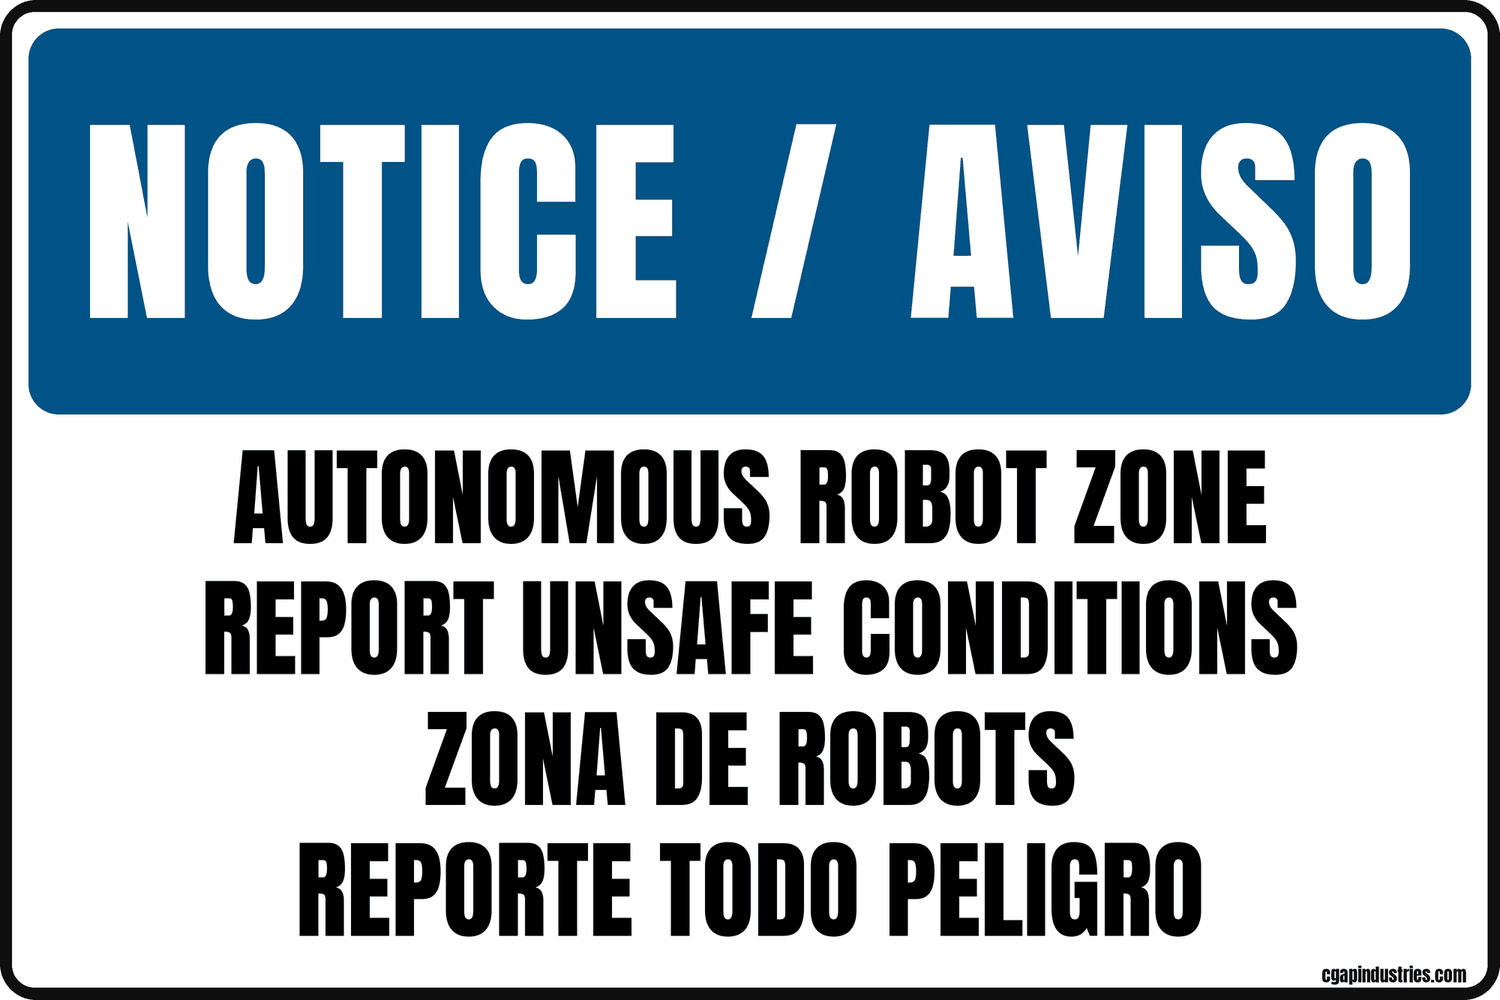 NOTICE / AVISO
AUTONOMOUS ROBOT ZONE
REPORT UNSAFE CONDITIONS
ZONA DE ROBOTS
REPORTE TODO PELIGRO
cgapindustries.com